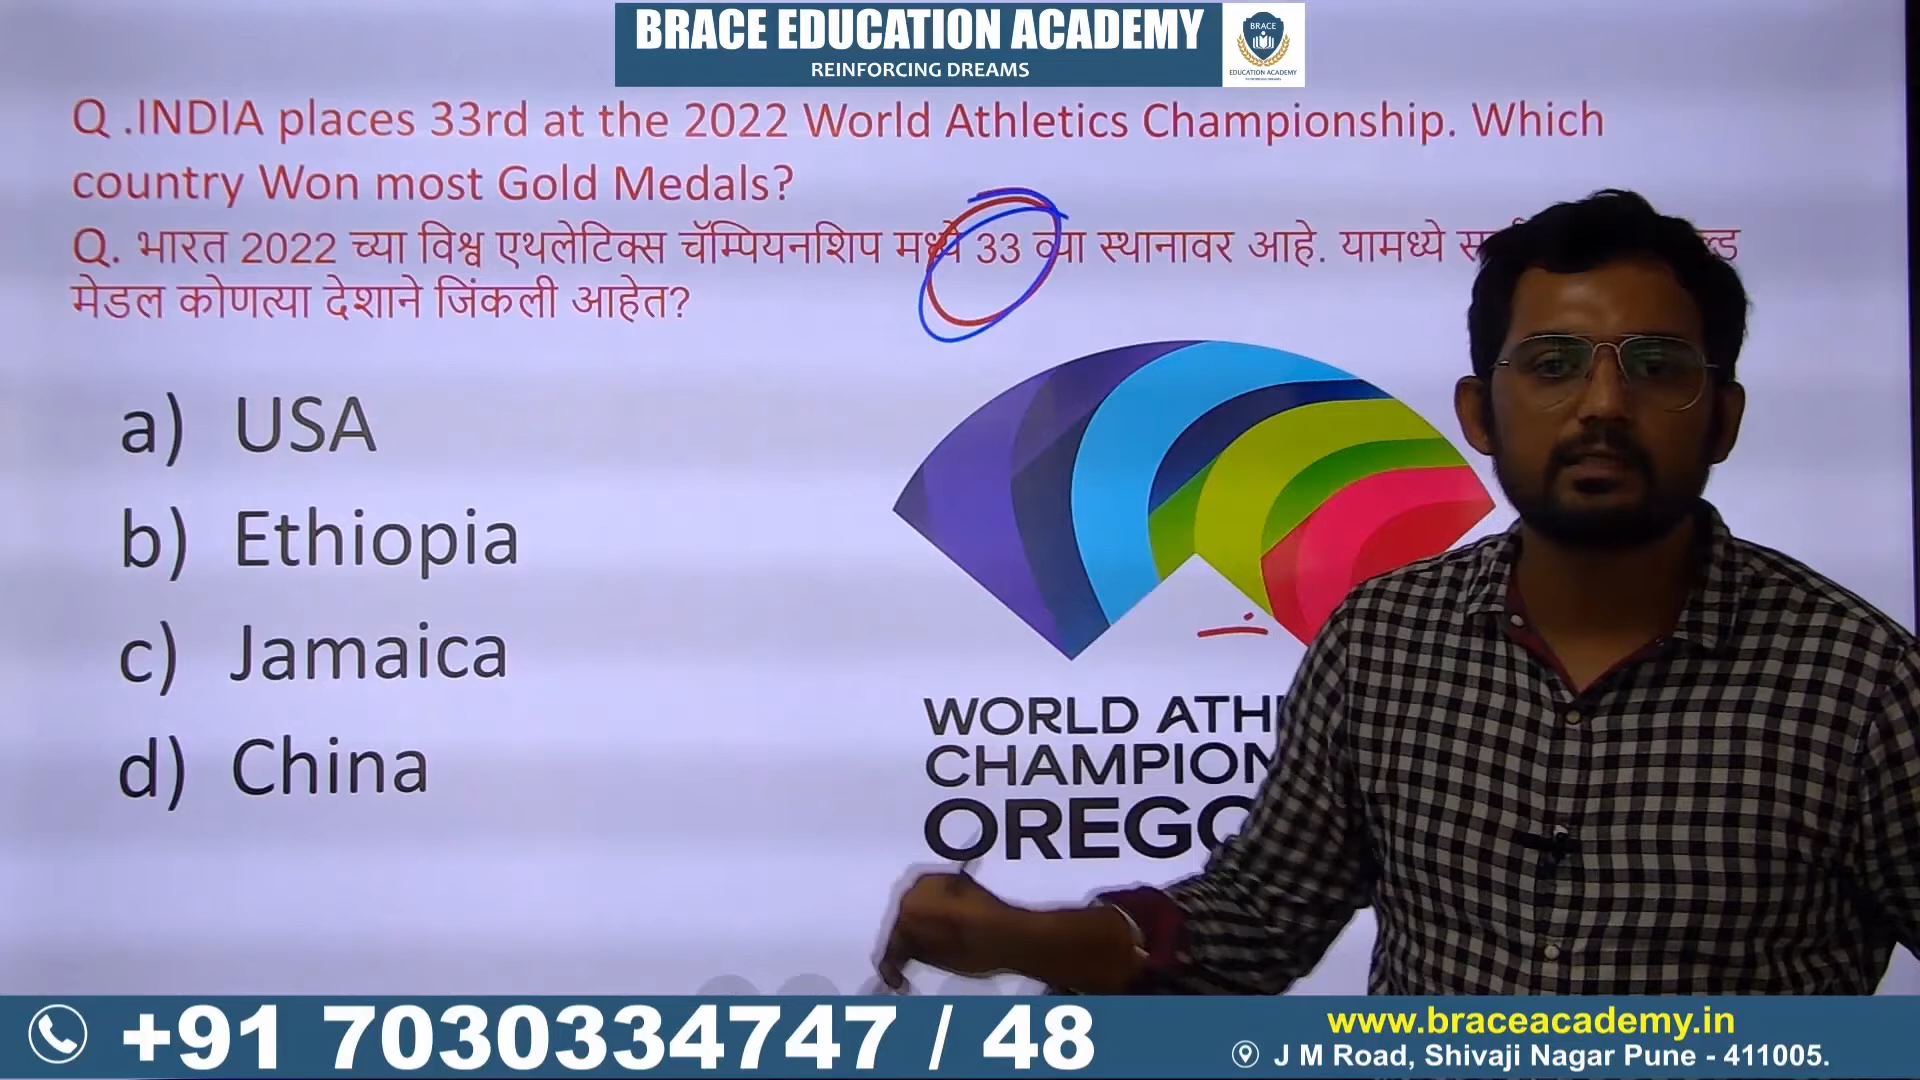 BRACE EDUCATION ACADEMY
REINFORCING DREAMS
BRACE
EDUCATION ACADEMY
Q .INDIA places 33rd at the 2022 World Athletics Championship. Which
country Won most Gold Medals?
Q. भारत 2022 च्या विश्व एथलेटिक्स चॅम्पियनशिप मध्ये 33 व्या स्थानावर आहे. यामध्ये
मेडल कोणत्या देशाने जिंकली आहेत?
a) USA
b) Ethiopia
c) Jamaica
d) China
WORLD ATH
CHAMPION
OREGO
+91 7030334747 / 48
www.braceacademy.in
J M Road, Shivaji Nagar Pune - 411005.